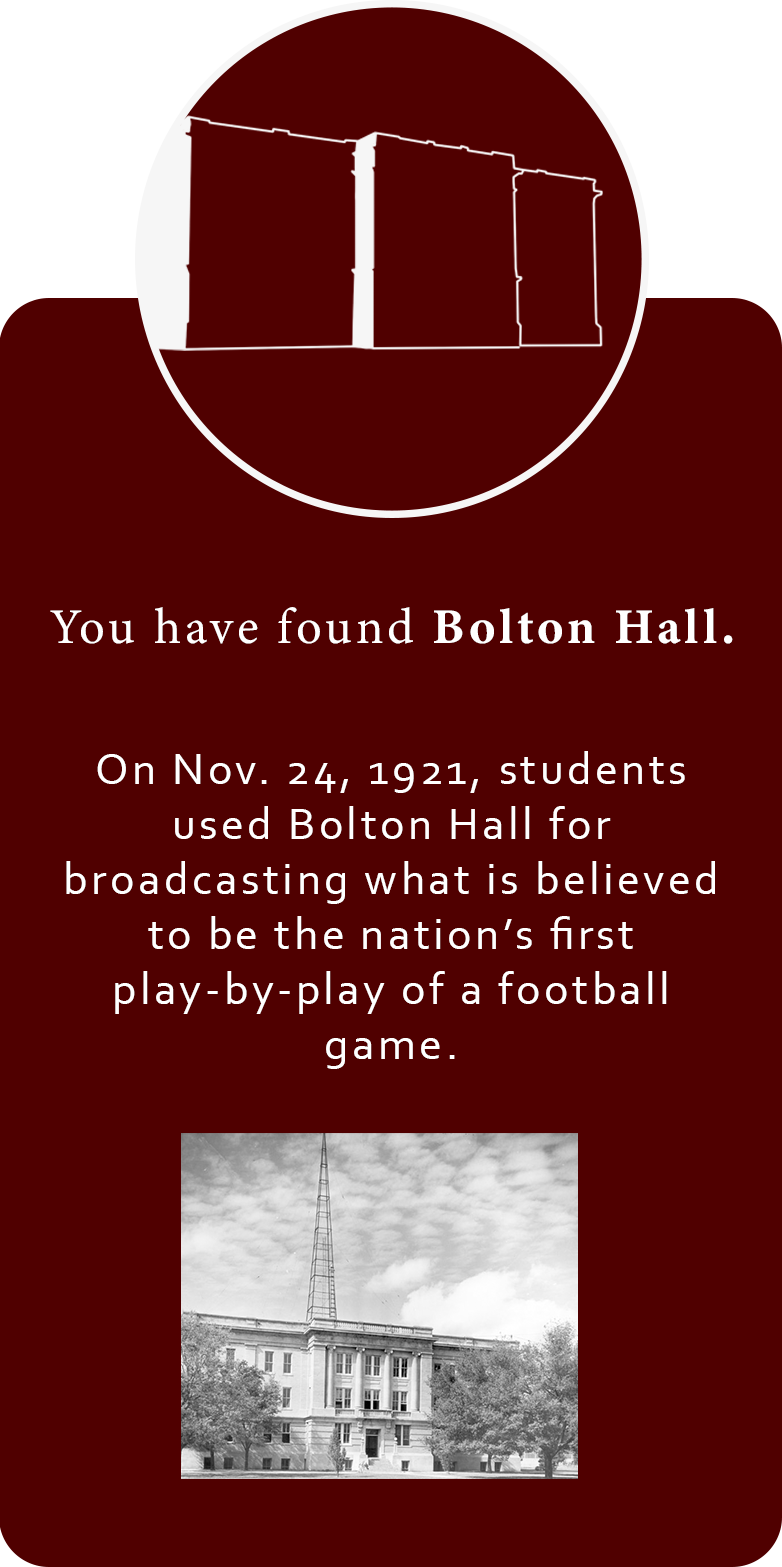 You have found Bolton Hall.
On Nov. 24, 1921, students
used Bolton Hall for
broadcasting what is believed
to be the nation’s first
play-by-play of a football
game.